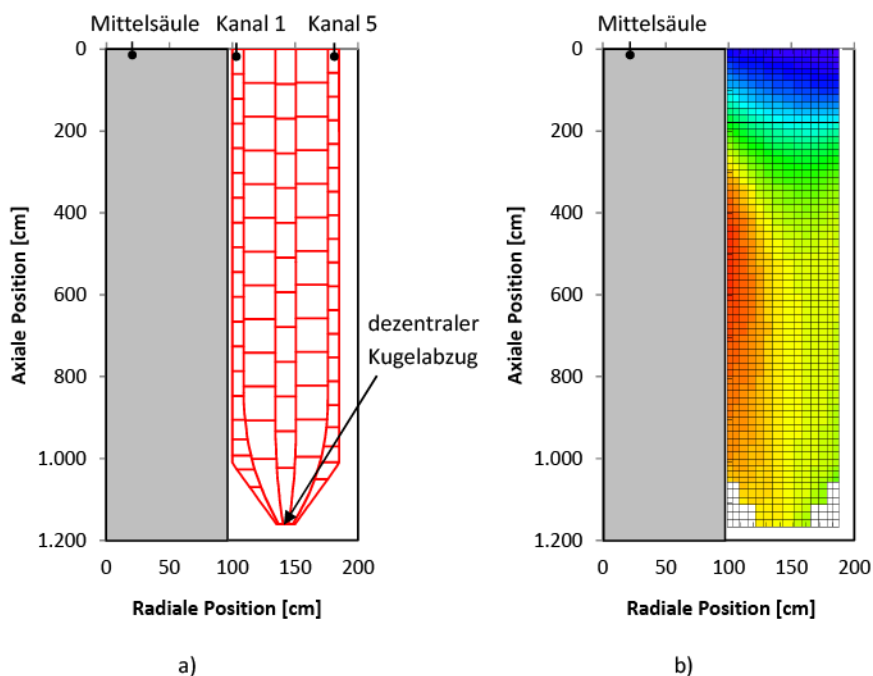 Mittelsäule Kanal 1 Kanal 5
0
200
400
600
800
1.000
1.200
Axiale Position [cm]
dezentraler
Kugelabzug
0 50 100 150 200
Radiale Position [cm]
a)
Mittelsäule
0
200
400
600
800
1.000
1.200
Axiale Position [cm]
0 50 100 150 200
Radiale Position [cm]
b)